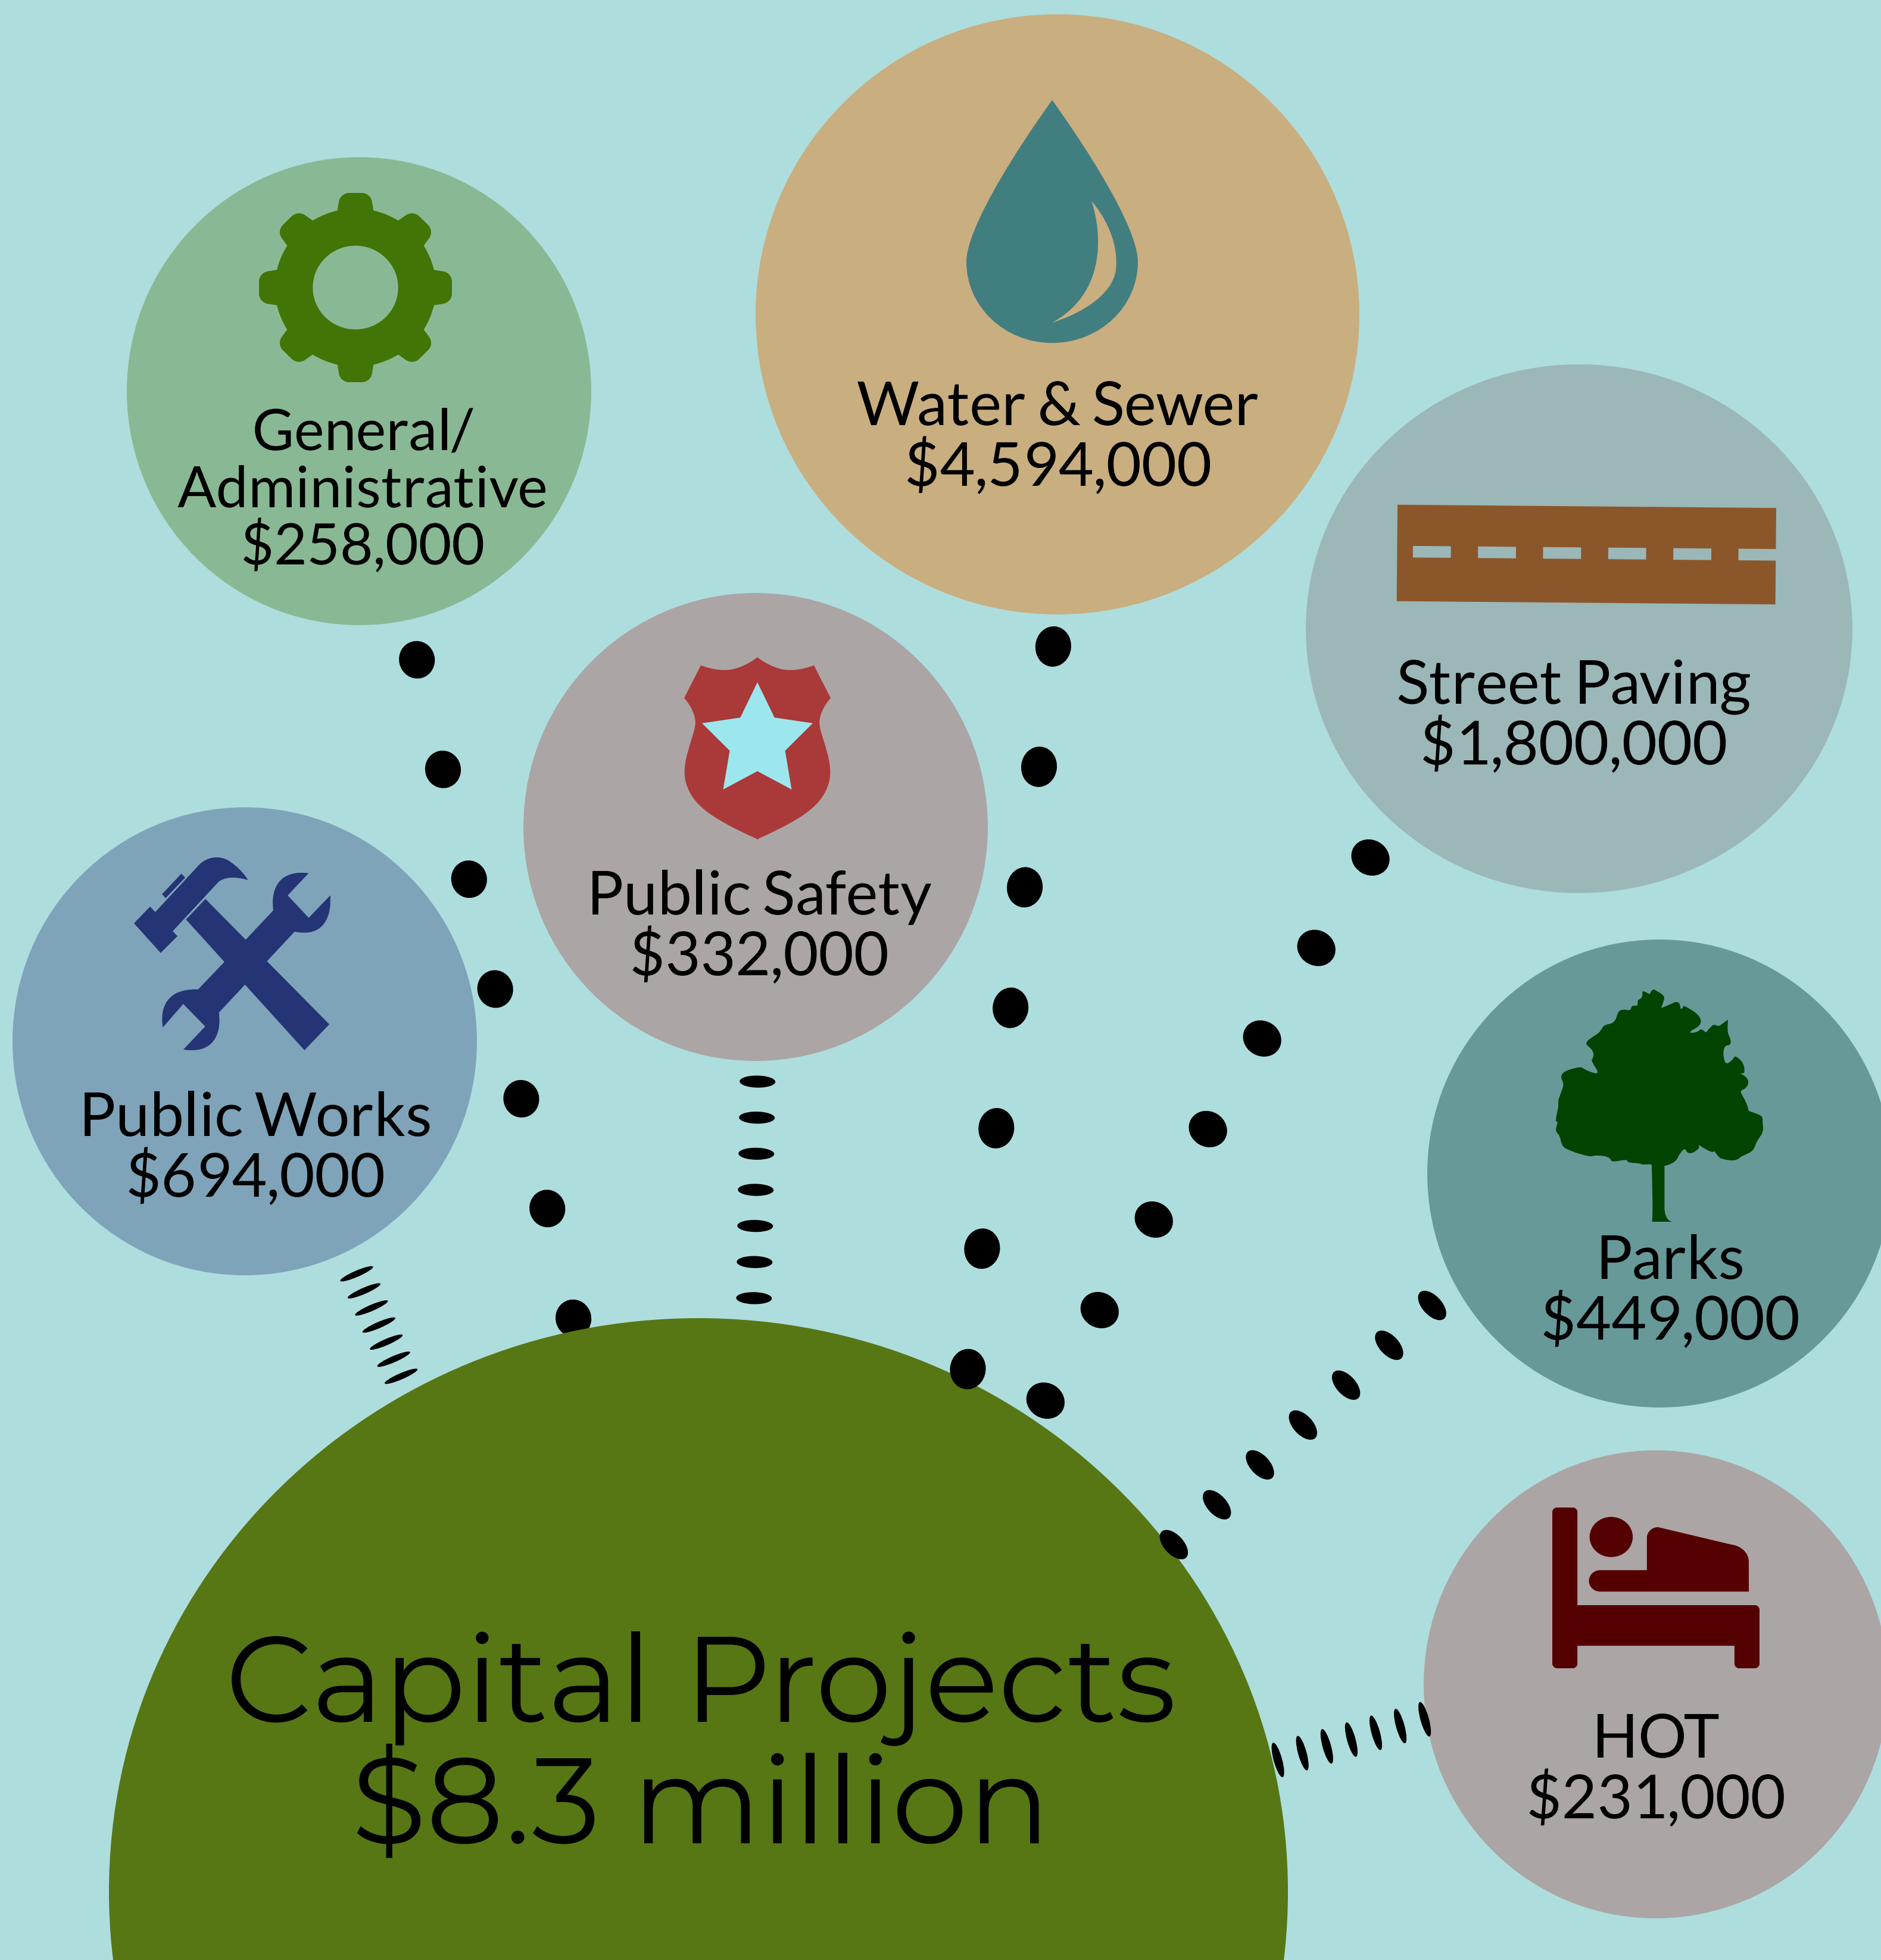 Water & Sewer
$4,594,000
General/
Administrative
$258,000
Street Paving
$1,800,000
Public Safety
$332,000
Public Works
$694,000
Parks
$449,000
HOT
$231,000
Capital Projects
$8.3 million